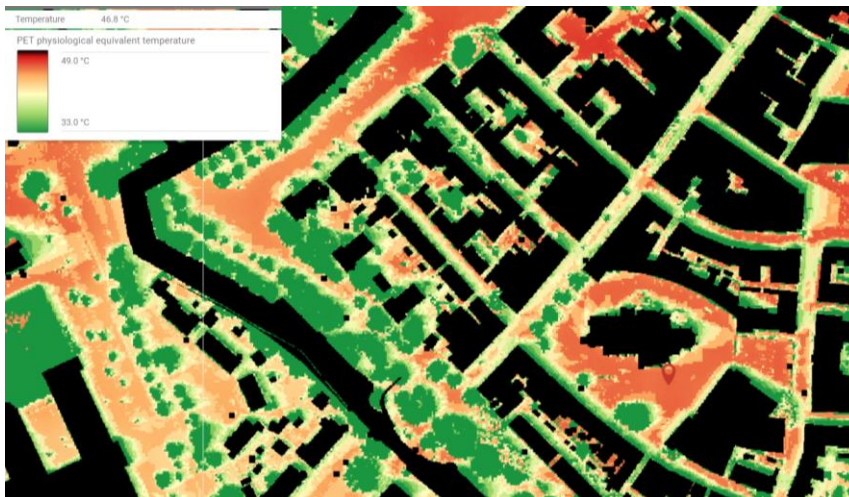 Temperature 46.8 °C
PET physiological equivalent temperature
49.0 °C
33.0 °C